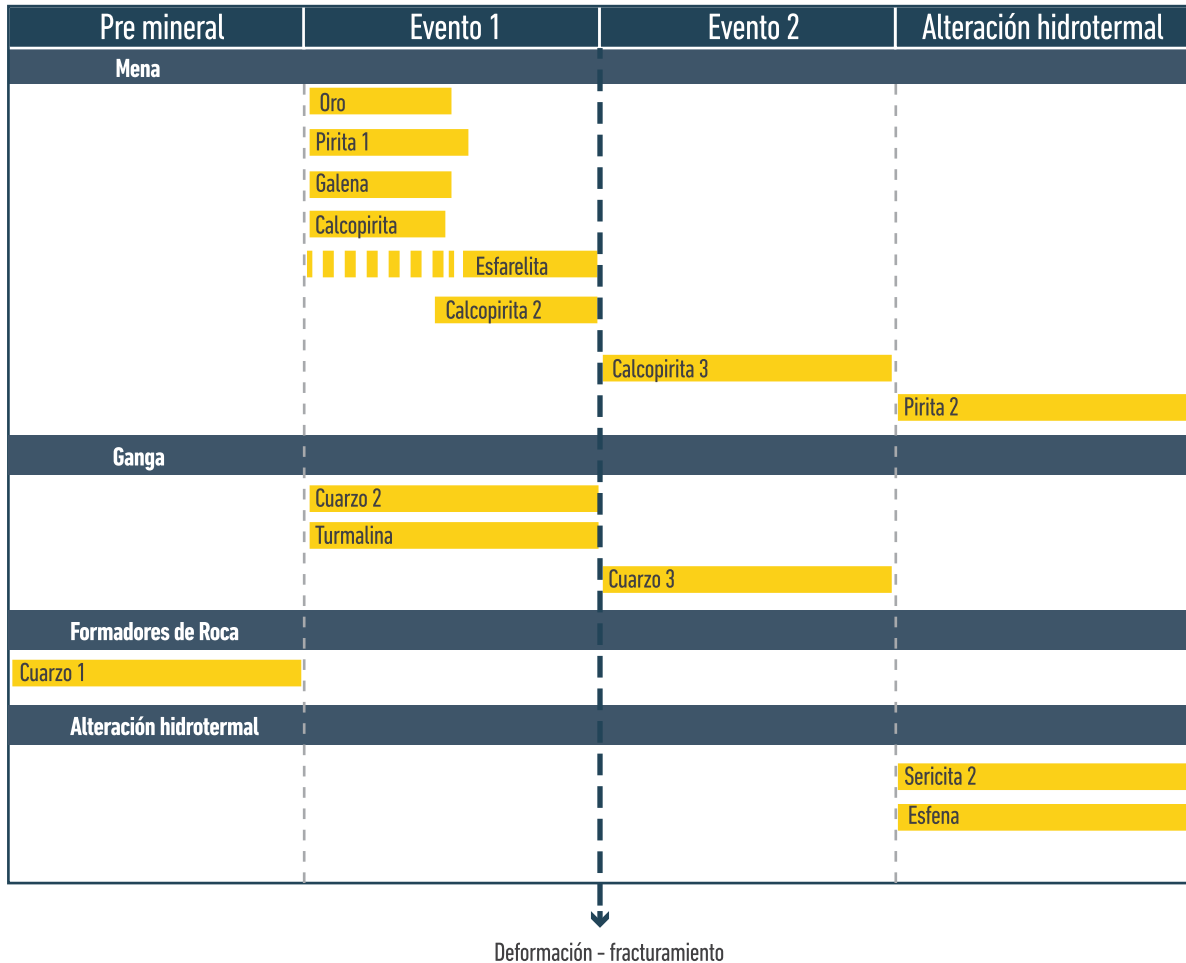 Pre mineral
Evento 1
Evento 2
Alteración hidrotermal
Mena
Oro
Pirita 1
Galena
Calcopirita
Esfarelita
Calcopirita 2
Calcopirita 3
Pirita 2
Ganga
Cuarzo 2
Turmalina
Cuarzo 3
Formadores de Roca
Cuarzo 1
Alteración hidrotermal
Sericita 2
Esfena
Deformación - fracturamiento